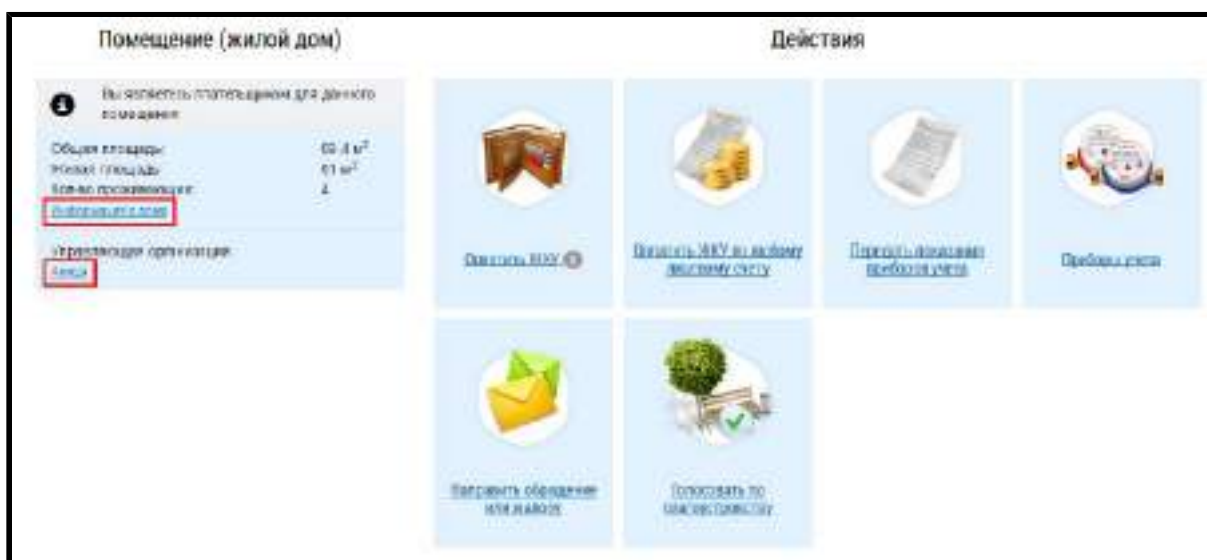 Помещение (жилой дом)
Действия
Вы являетесь плательщиком для данного
помещения
Общая площадь: м²
Жилая площадь: м²
Кол-во проживающих: 4
Информация о доме
Управляющая организация:
Оплатить ЖКУ
Оплатить ЖКУ по любому
лицевому счету
Передать показания
приборов учета
Приборы учета
Направить обращение
или жалобу
Голосовать по
благоустройству